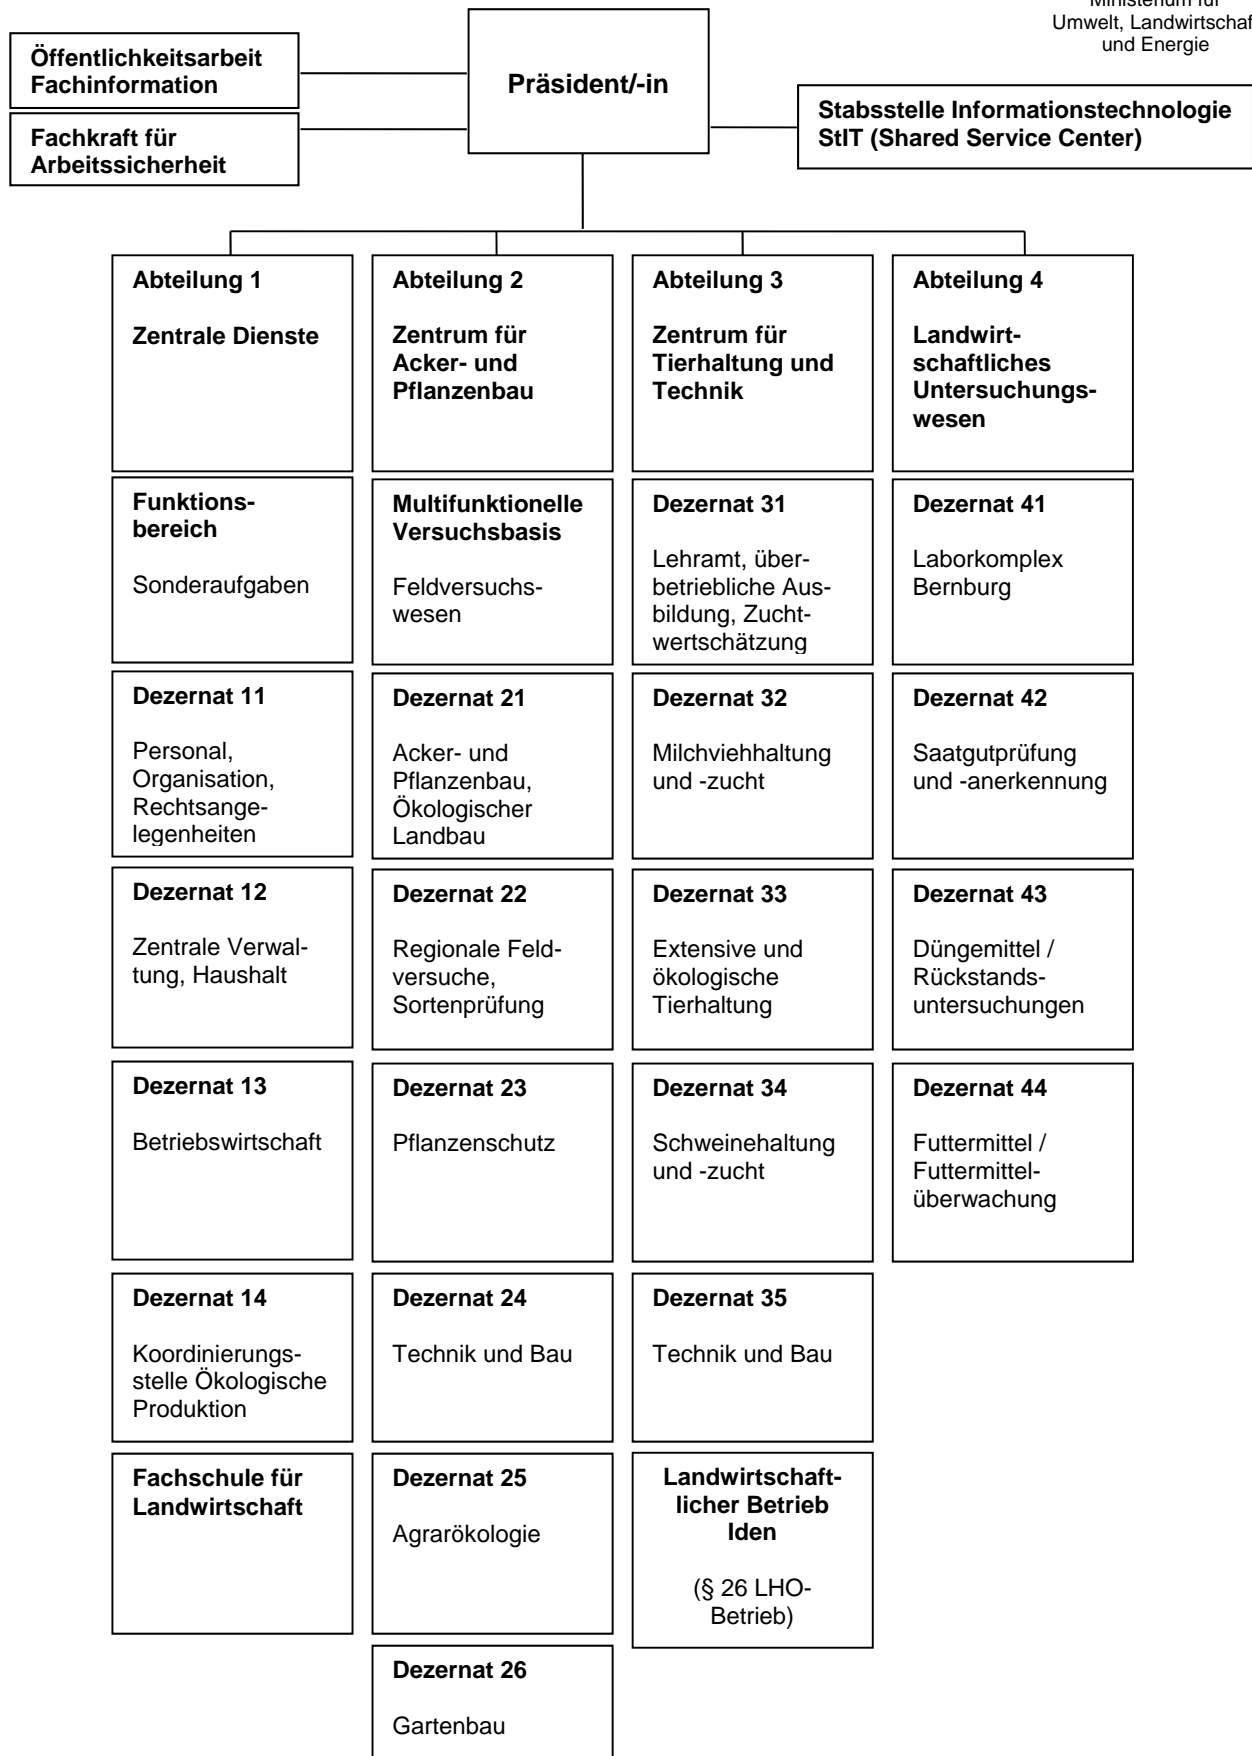 Ministerium für
Umwelt, Landwirtschaf
und Energie
Öffentlichkeitsarbeit
Fachinformation
Präsident/-in
Stabsstelle Informationstechnologie
StIT (Shared Service Center)
Fachkraft für
Arbeitssicherheit
Abteilung 1
Zentrale Dienste
Abteilung 2
Zentrum für
Acker- und
Pflanzenbau
Abteilung 3
Zentrum für
Tierhaltung und
Technik
Abteilung 4
Landwirt-
schaftliches
Untersuchungs-
wesen
Funktions-
bereich
Sonderaufgaben
Multifunktionelle
Versuchsbasis
Feldversuchs-
wesen
Dezernat 31
Lehramt, über-
betriebliche Aus-
bildung, Zucht-
wertschätzung
Dezernat 41
Laborkomplex
Bernburg
Dezernat 11
Personal,
Organisation,
Rechtsange-
legenheiten
Dezernat 21
Acker- und
Pflanzenbau,
Ökologischer
Landbau
Dezernat 32
Milchviehhaltung
und -zucht
Dezernat 42
Saatgutprüfung
und -anerkennung
Dezernat 12
Zentrale Verwal-
tung, Haushalt
Dezernat 22
Regionale Feld-
versuche,
Sortenprüfung
Dezernat 33
Extensive und
ökologische
Tierhaltung
Dezernat 43
Düngemittel /
Rückstands-
untersuchungen
Dezernat 13
Betriebswirtschaft
Dezernat 23
Pflanzenschutz
Dezernat 34
Schweinehaltung
und -zucht
Dezernat 44
Futtermittel /
Futtermittel-
überwachung
Dezernat 14
Koordinierungs-
stelle Ökologische
Produktion
Dezernat 24
Technik und Bau
Dezernat 35
Technik und Bau
Fachschule für
Landwirtschaft
Dezernat 25
Agrarökologie
Landwirtschaft-
licher Betrieb
Iden
(§ 26 LHO-
Betrieb)
Dezernat 26
Gartenbau